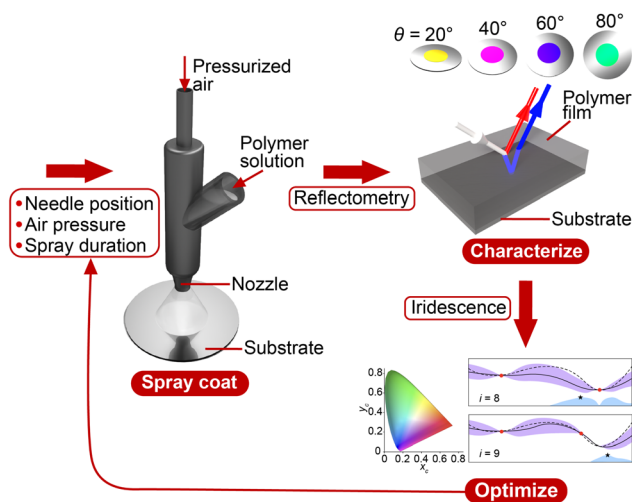 θ = 20° 40° 60° 80°
Pressurized
air
Polymer
solution
Polymer
film
• Needle position
• Air pressure
• Spray duration
Reflectometry
Substrate
Characterize
Nozzle
Substrate
Spray coat
Iridescence
0.8
0.6
0.4
0.2
0
y_c
0 0.2 0.4 0.6 0.8
x_c
i = 8
i = 9
Optimize